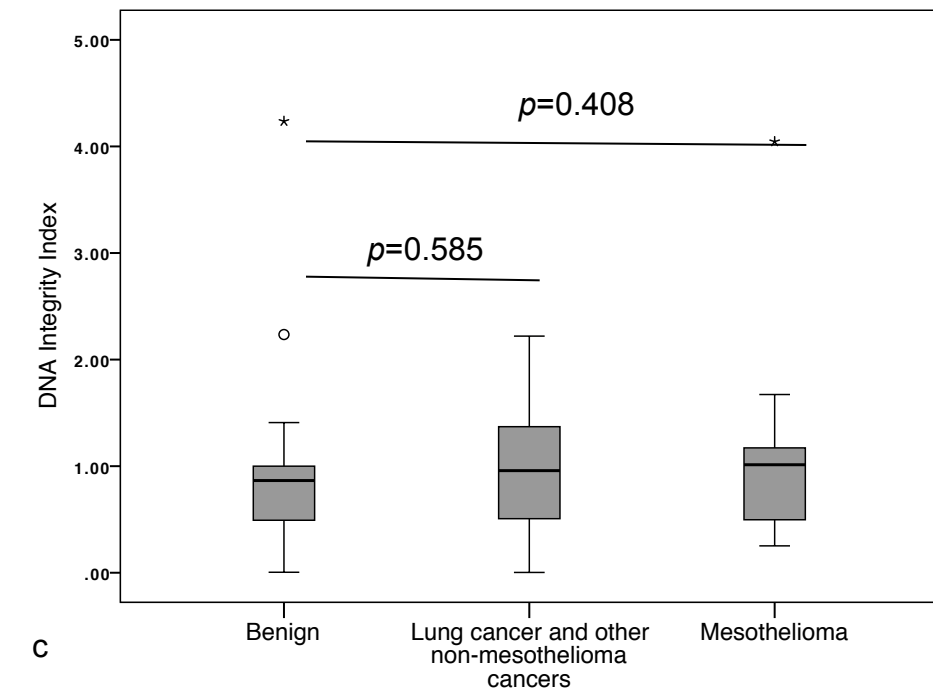 5.00
p=0.408
4.00
p=0.585
3.00
DNA Integrity Index
2.00
1.00
.00
Benign
Lung cancer and other
non-mesothelioma
cancers
Mesothelioma
c